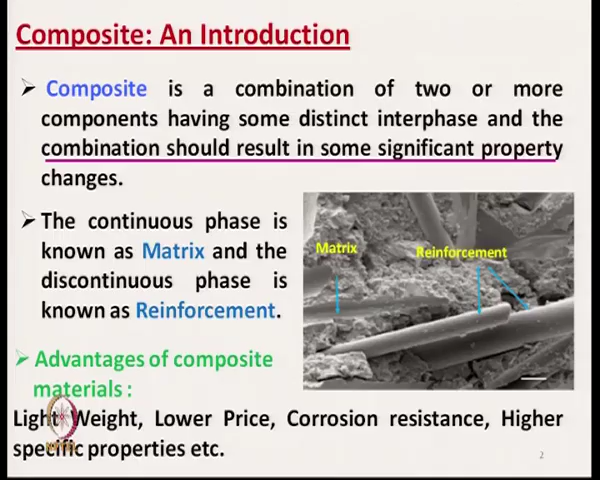 Composite: An Introduction
➢ Composite is a combination of two or more
components having some distinct interphase and the
combination should result in some significant property
changes.
➢ The continuous phase is
known as Matrix and the
discontinuous phase is
known as Reinforcement.
Matrix
Reinforcement
➢ Advantages of composite
materials :
Light Weight, Lower Price, Corrosion resistance, Higher
specific properties etc.
NPTEL
2